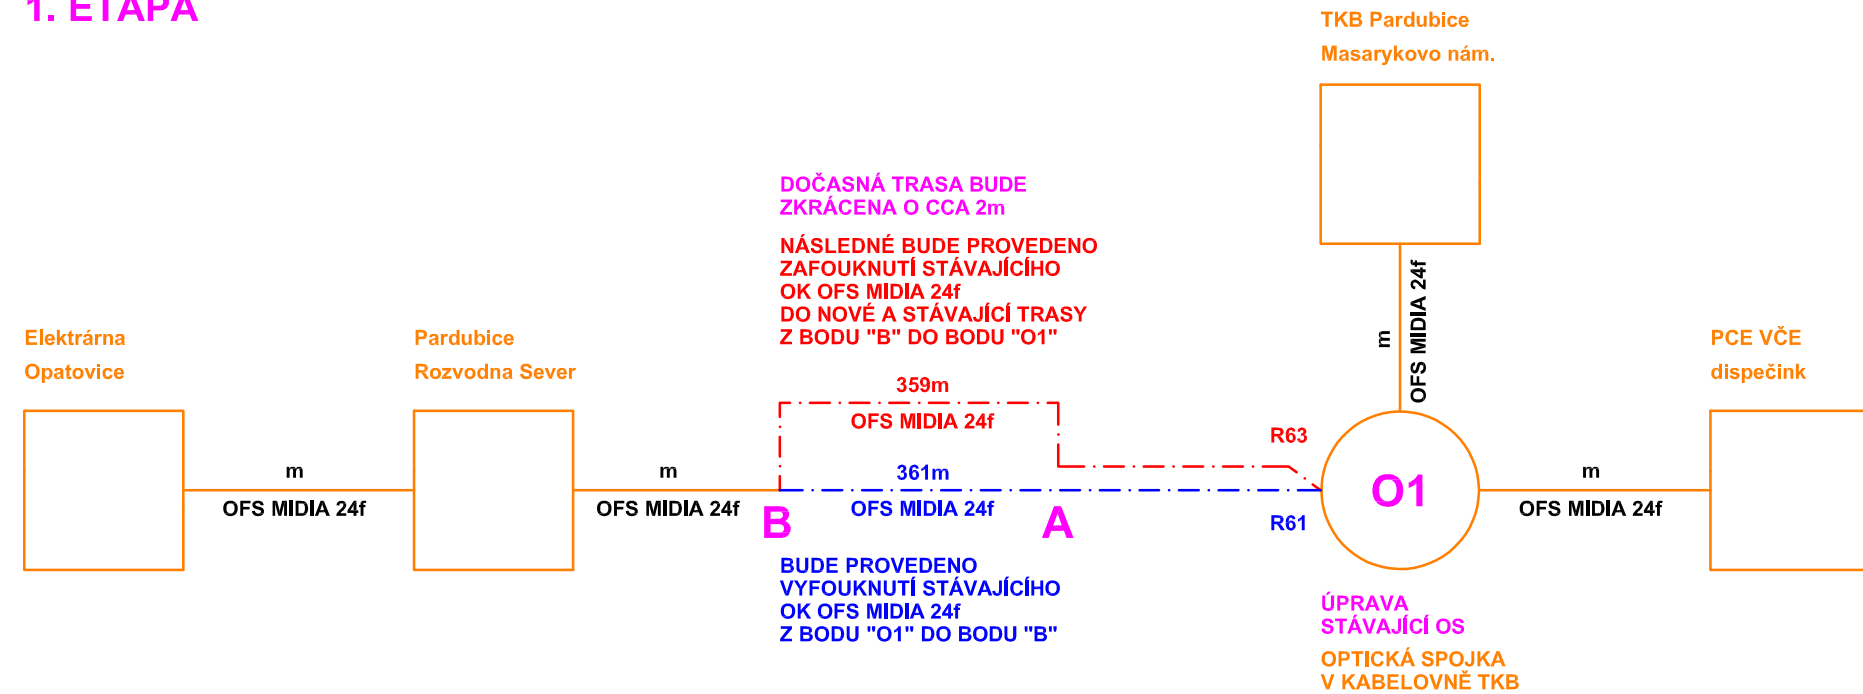 1. ETAPA
TKB Pardubice
Masarykovo nám.
DOČASNÁ TRASA BUDE
ZKRÁCENA O CCA 2m
NÁSLEDNÉ BUDE PROVEDENO
ZAFOUKNUTÍ STÁVAJÍCÍHO
OK OFS MIDIA 24f
DO NOVÉ A STÁVAJÍCÍ TRASY
Z BODU "B" DO BODU "O1"
m
OFS MIDIA 24f
Elektrárna
Opatovice
Pardubice
Rozvodna Sever
PCE VČE
dispečink
359m
OFS MIDIA 24f
R63
m
OFS MIDIA 24f
m
OFS MIDIA 24f
361m
OFS MIDIA 24f
R61
O1
m
OFS MIDIA 24f
B
A
BUDE PROVEDENO
VYFOUKNUTÍ STÁVAJÍCÍHO
OK OFS MIDIA 24f
Z BODU "O1" DO BODU "B"
ÚPRAVA
STÁVAJÍCÍ OS
OPTICKÁ SPOJKA
V KABELOVNĚ TKB